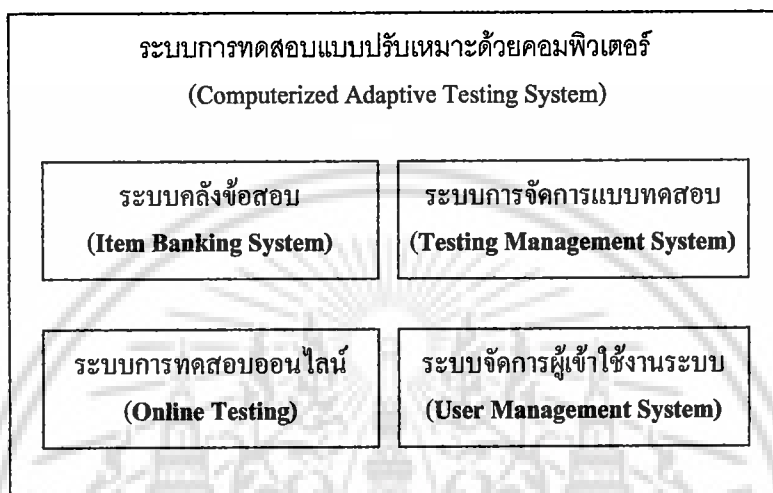 ระบบการทดสอบแบบปรับเหมาะด้วยคอมพิวเตอร์
(Computerized Adaptive Testing System)
ระบบคลังข้อสอบ
(Item Banking System)
ระบบการจัดการแบบทดสอบ
(Testing Management System)
ระบบการทดสอบออนไลน์
(Online Testing)
ระบบจัดการผู้เข้าใช้งานระบบ
(User Management System)